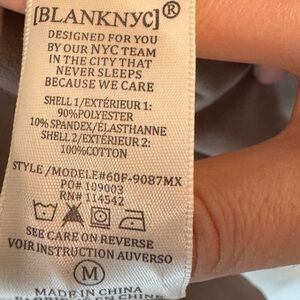 [BLANKNYC]®
DESIGNED FOR YOU
BY OUR NYC TEAM
IN THE CITY THAT
NEVER SLEEPS
BECAUSE WE CARE
SHELL 1/EXTÉRIEUR 1:
90%POLYESTER
10% SPANDEX/ÉLASTHANNE
SHELL 2/EXTÉRIEUR 2:
100%COTTON
STYLE/MODELE#60F-9087MX
PO# 109003
RN# 114542
SEE CARE ON REVERSE
VOIR INSTRUCTION AUVERSO
M
MADE IN CHINA